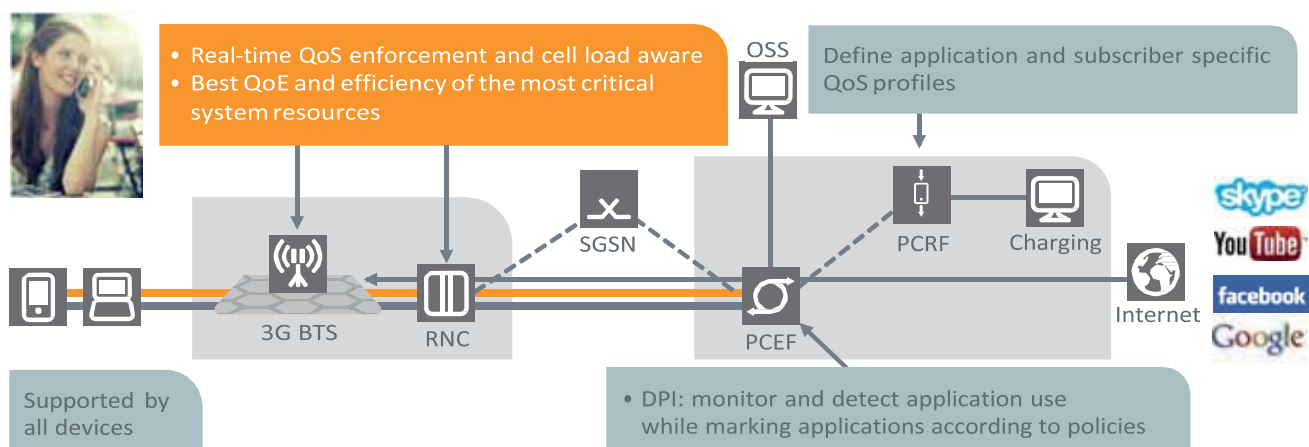 • Real-time QoS enforcement and cell load aware
• Best QoE and efficiency of the most critical
system resources
OSS
Define application and subscriber specific
QoS profiles
SGSN
PCRF
Charging
skype
YouTube
facebook
Google
Internet
3G BTS
RNC
PCEF
Supported by
all devices
• DPI: monitor and detect application use
while marking applications according to policies